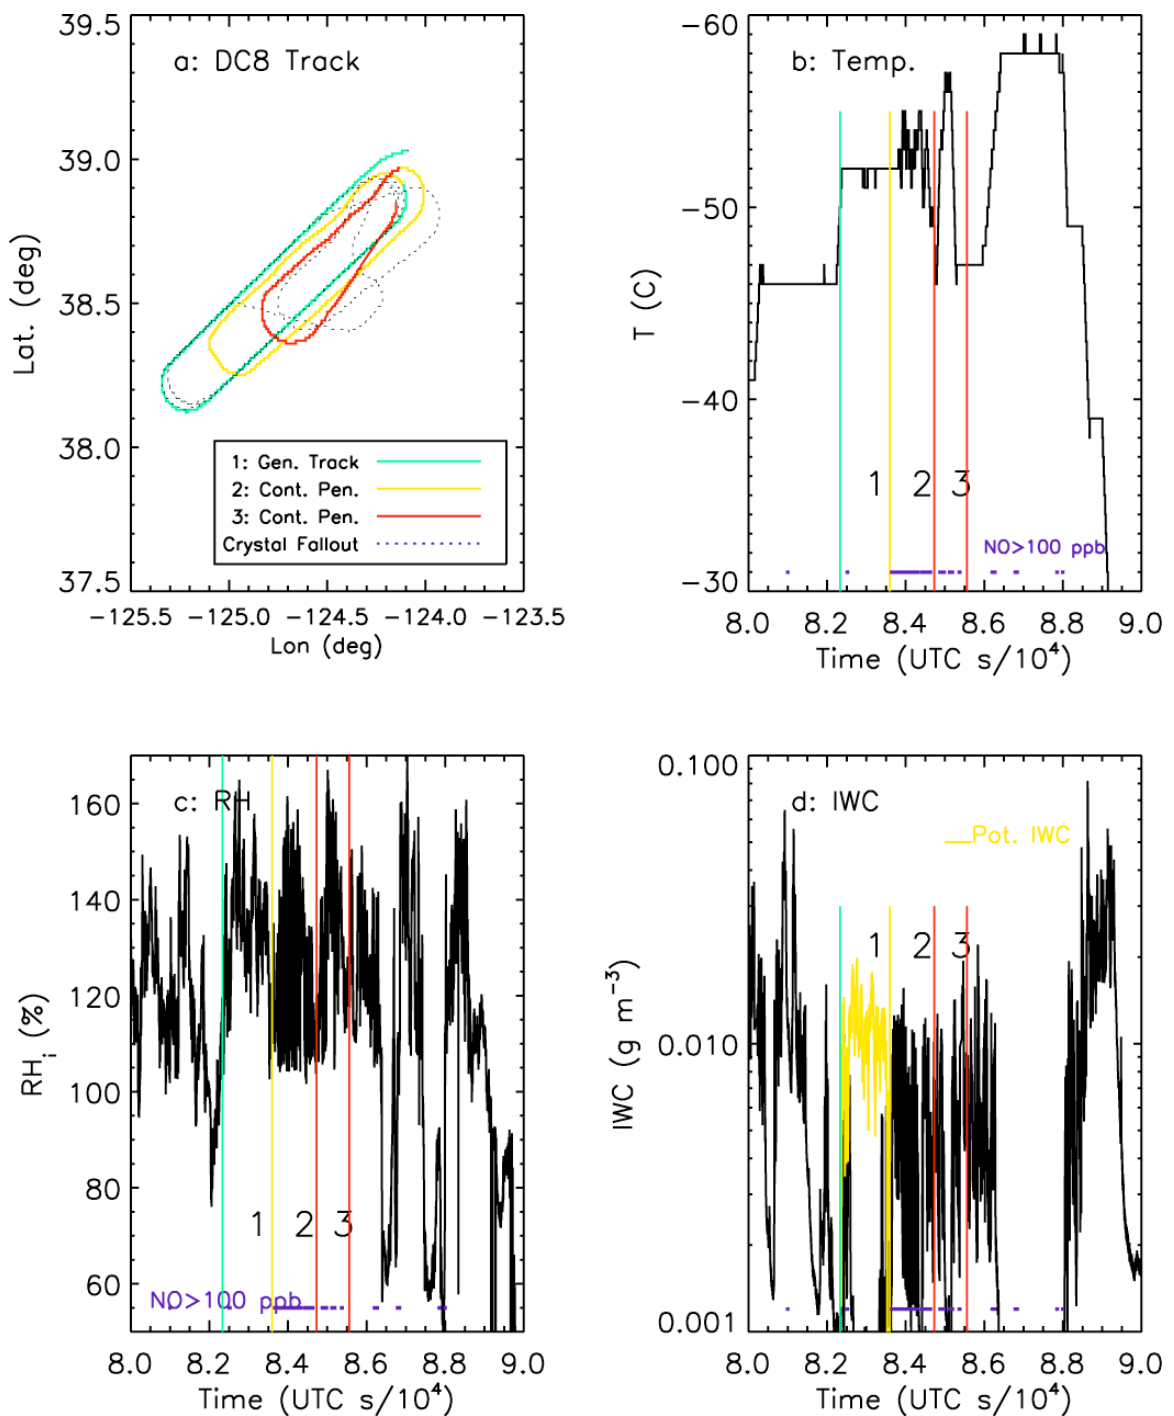 a: DC8 Track
39.5
39.0
38.5
38.0
37.5
Lat. (deg)
1: Gen. Track
2: Cont. Pen.
3: Cont. Pen.
Crystal Fallout
-125.5 -125.0 -124.5 -124.0 -123.5
Lon (deg)
b: Temp.
-60
-50
-40
-30
T (C)
1 2 3
NO>100 ppb
8.0 8.2 8.4 8.6 8.8 9.0
Time (UTC s/10⁴)
c: RH
160
140
120
100
80
60
RHᵢ (%)
1 2 3
NO>100 ppb
8.0 8.2 8.4 8.6 8.8 9.0
Time (UTC s/10⁴)
d: IWC
0.100
0.010
0.001
IWC (g m⁻³)
Pot. IWC
1 2 3
8.0 8.2 8.4 8.6 8.8 9.0
Time (UTC s/10⁴)